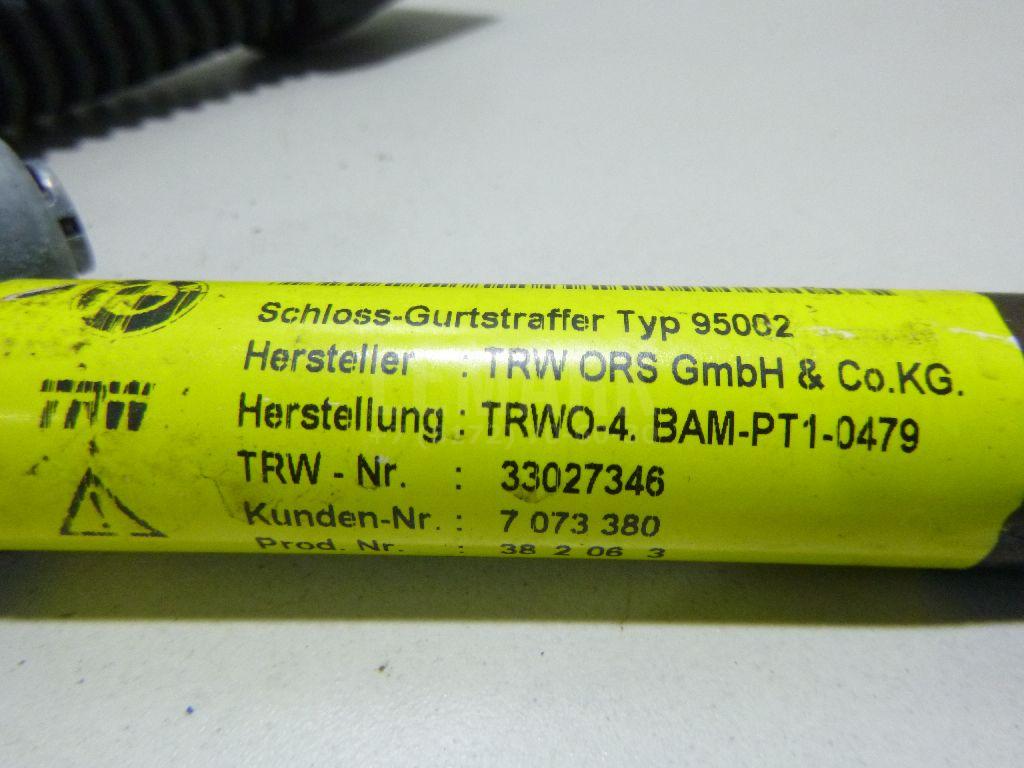 Schloss-Gurtstraffer Typ 95002
Hersteller : TRW ORS GmbH & Co.KG.
Herstellung : TRWO-4. BAM-PT1-0479
TRW
TRW - Nr. : 33027346
Kunden-Nr. : 7 073 380
Prod. Nr. : 38 2 06 3